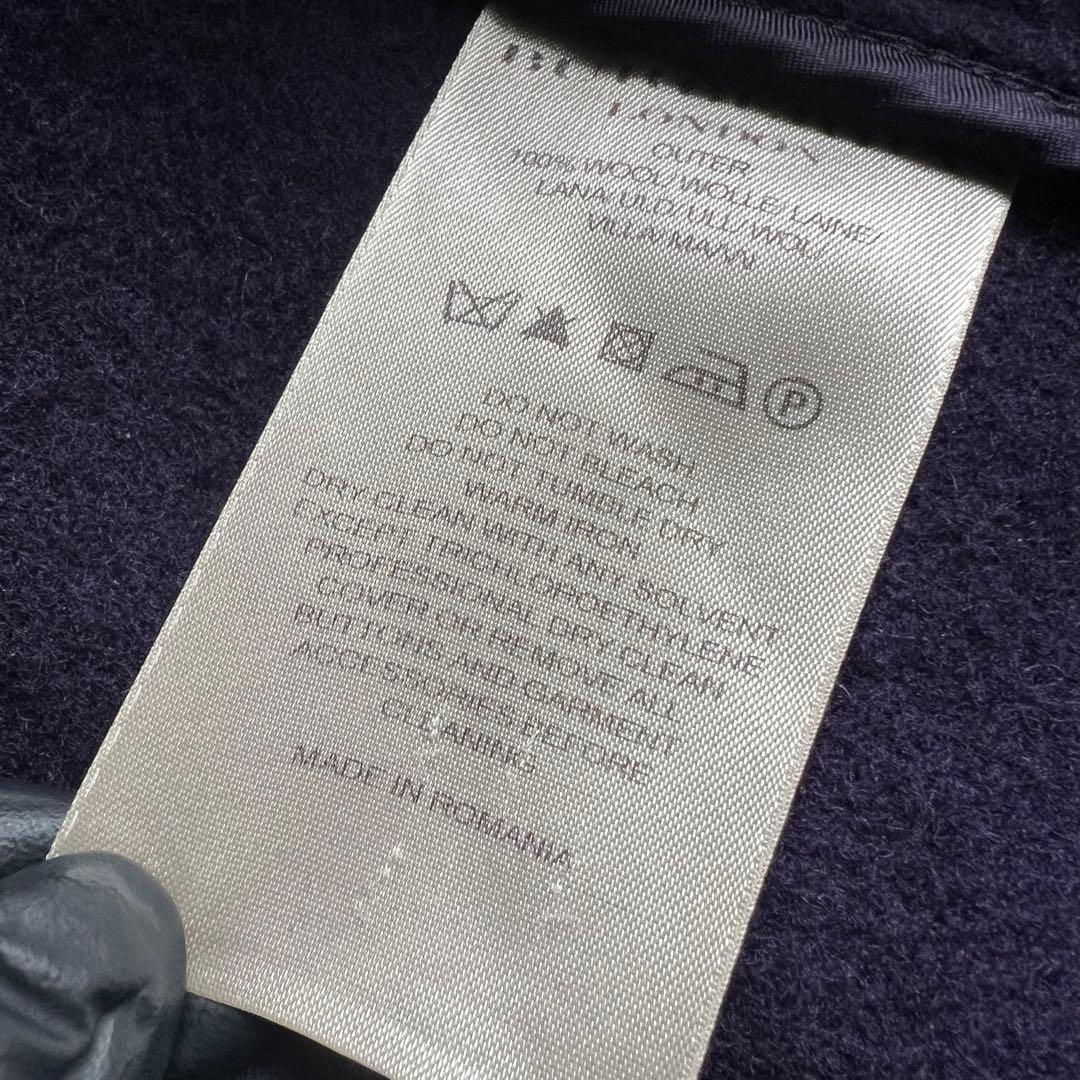 LONDON
OUTER
100% WOOL/WOLLE/LAINE/
LANA/ULD/ULL/WOL/
VILLA/MAAN
P
DO NOT WASH
DO NOT BLEACH
DO NOT TUMBLE DRY
WARM IRON
DRY CLEAN WITH ANY SOLVENT
EXCEPT TRICHLOROETHYLENE
PROFESSIONAL DRY CLEAN
COVER OR REMOVE ALL
BUTTONS AND GARMENT
ACCESSORIES BEFORE
CLEANING
MADE IN ROMANIA